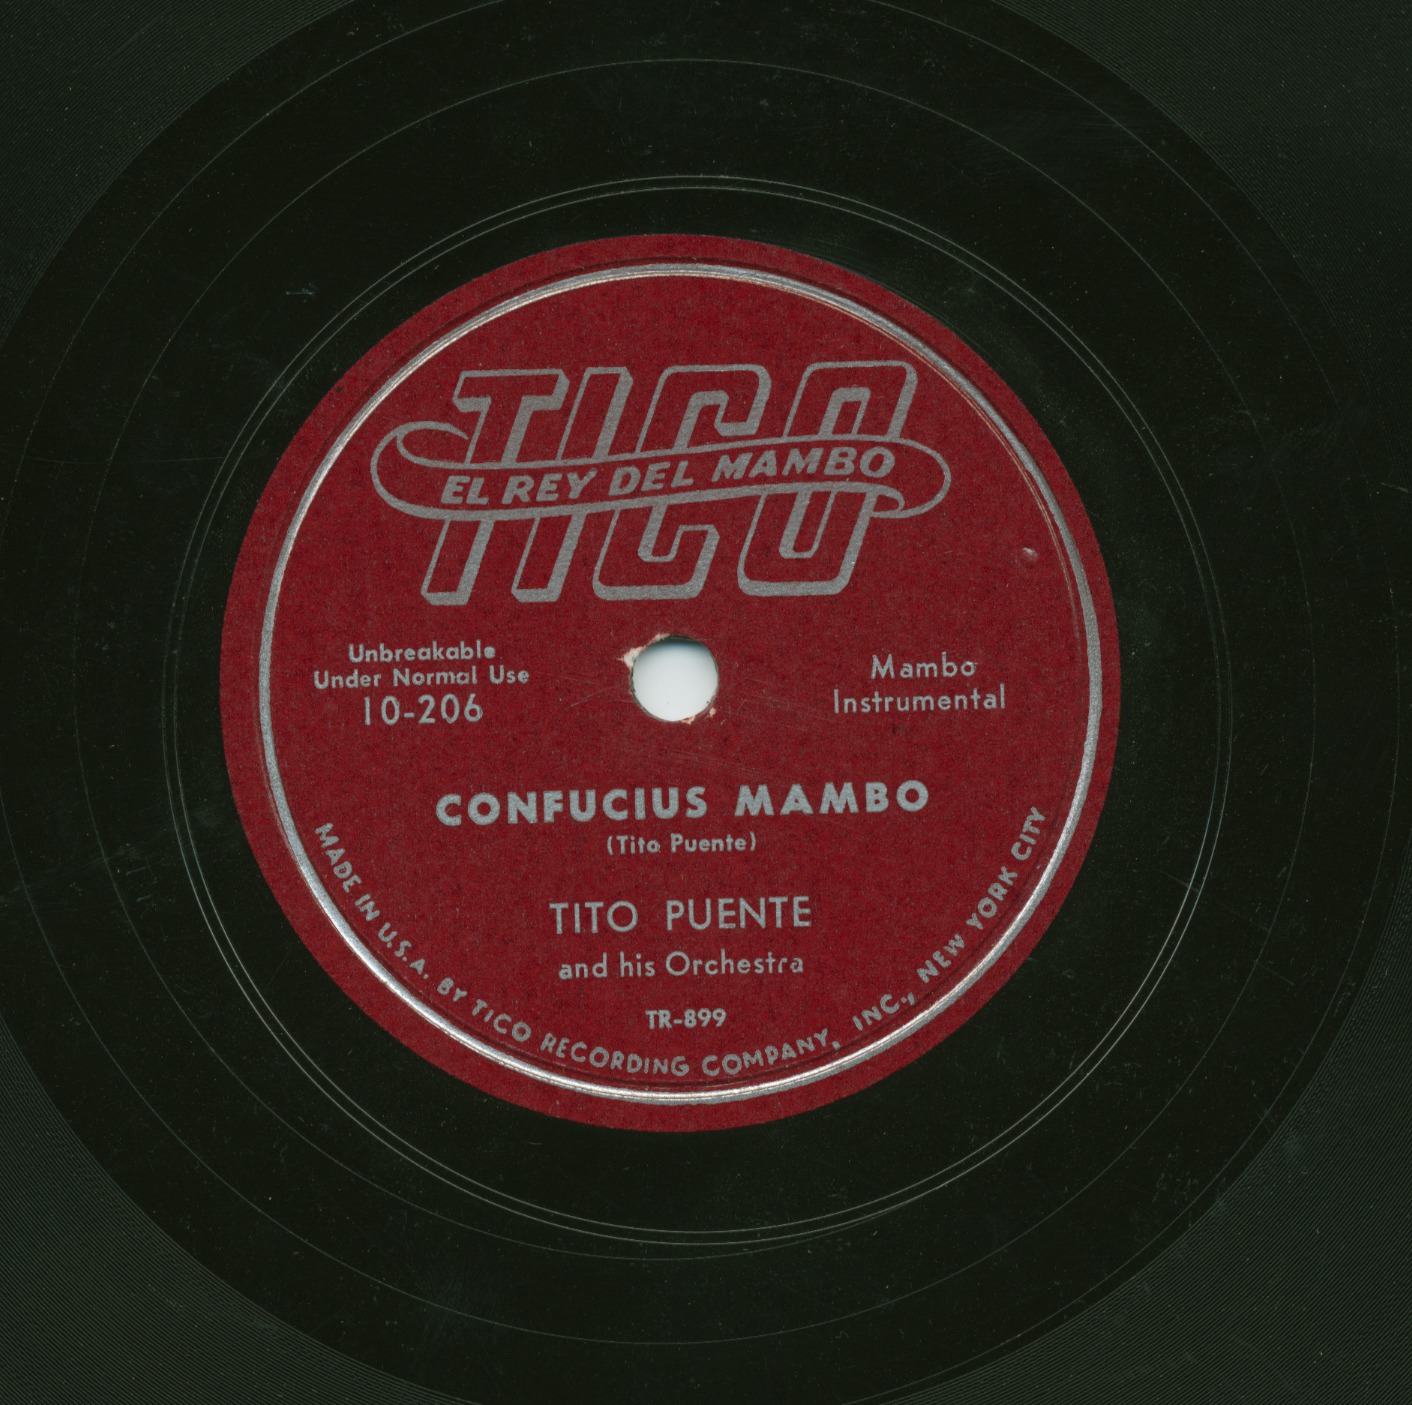 TICO
EL REY DEL MAMBO
Unbreakable
Under Normal Use
10-206
Mambo
Instrumental
CONFUCIUS MAMBO
(Tito Puente)
TITO PUENTE
and his Orchestra
TR-899
MADE IN U.S.A. BY TICO RECORDING COMPANY, INC., NEW YORK CITY